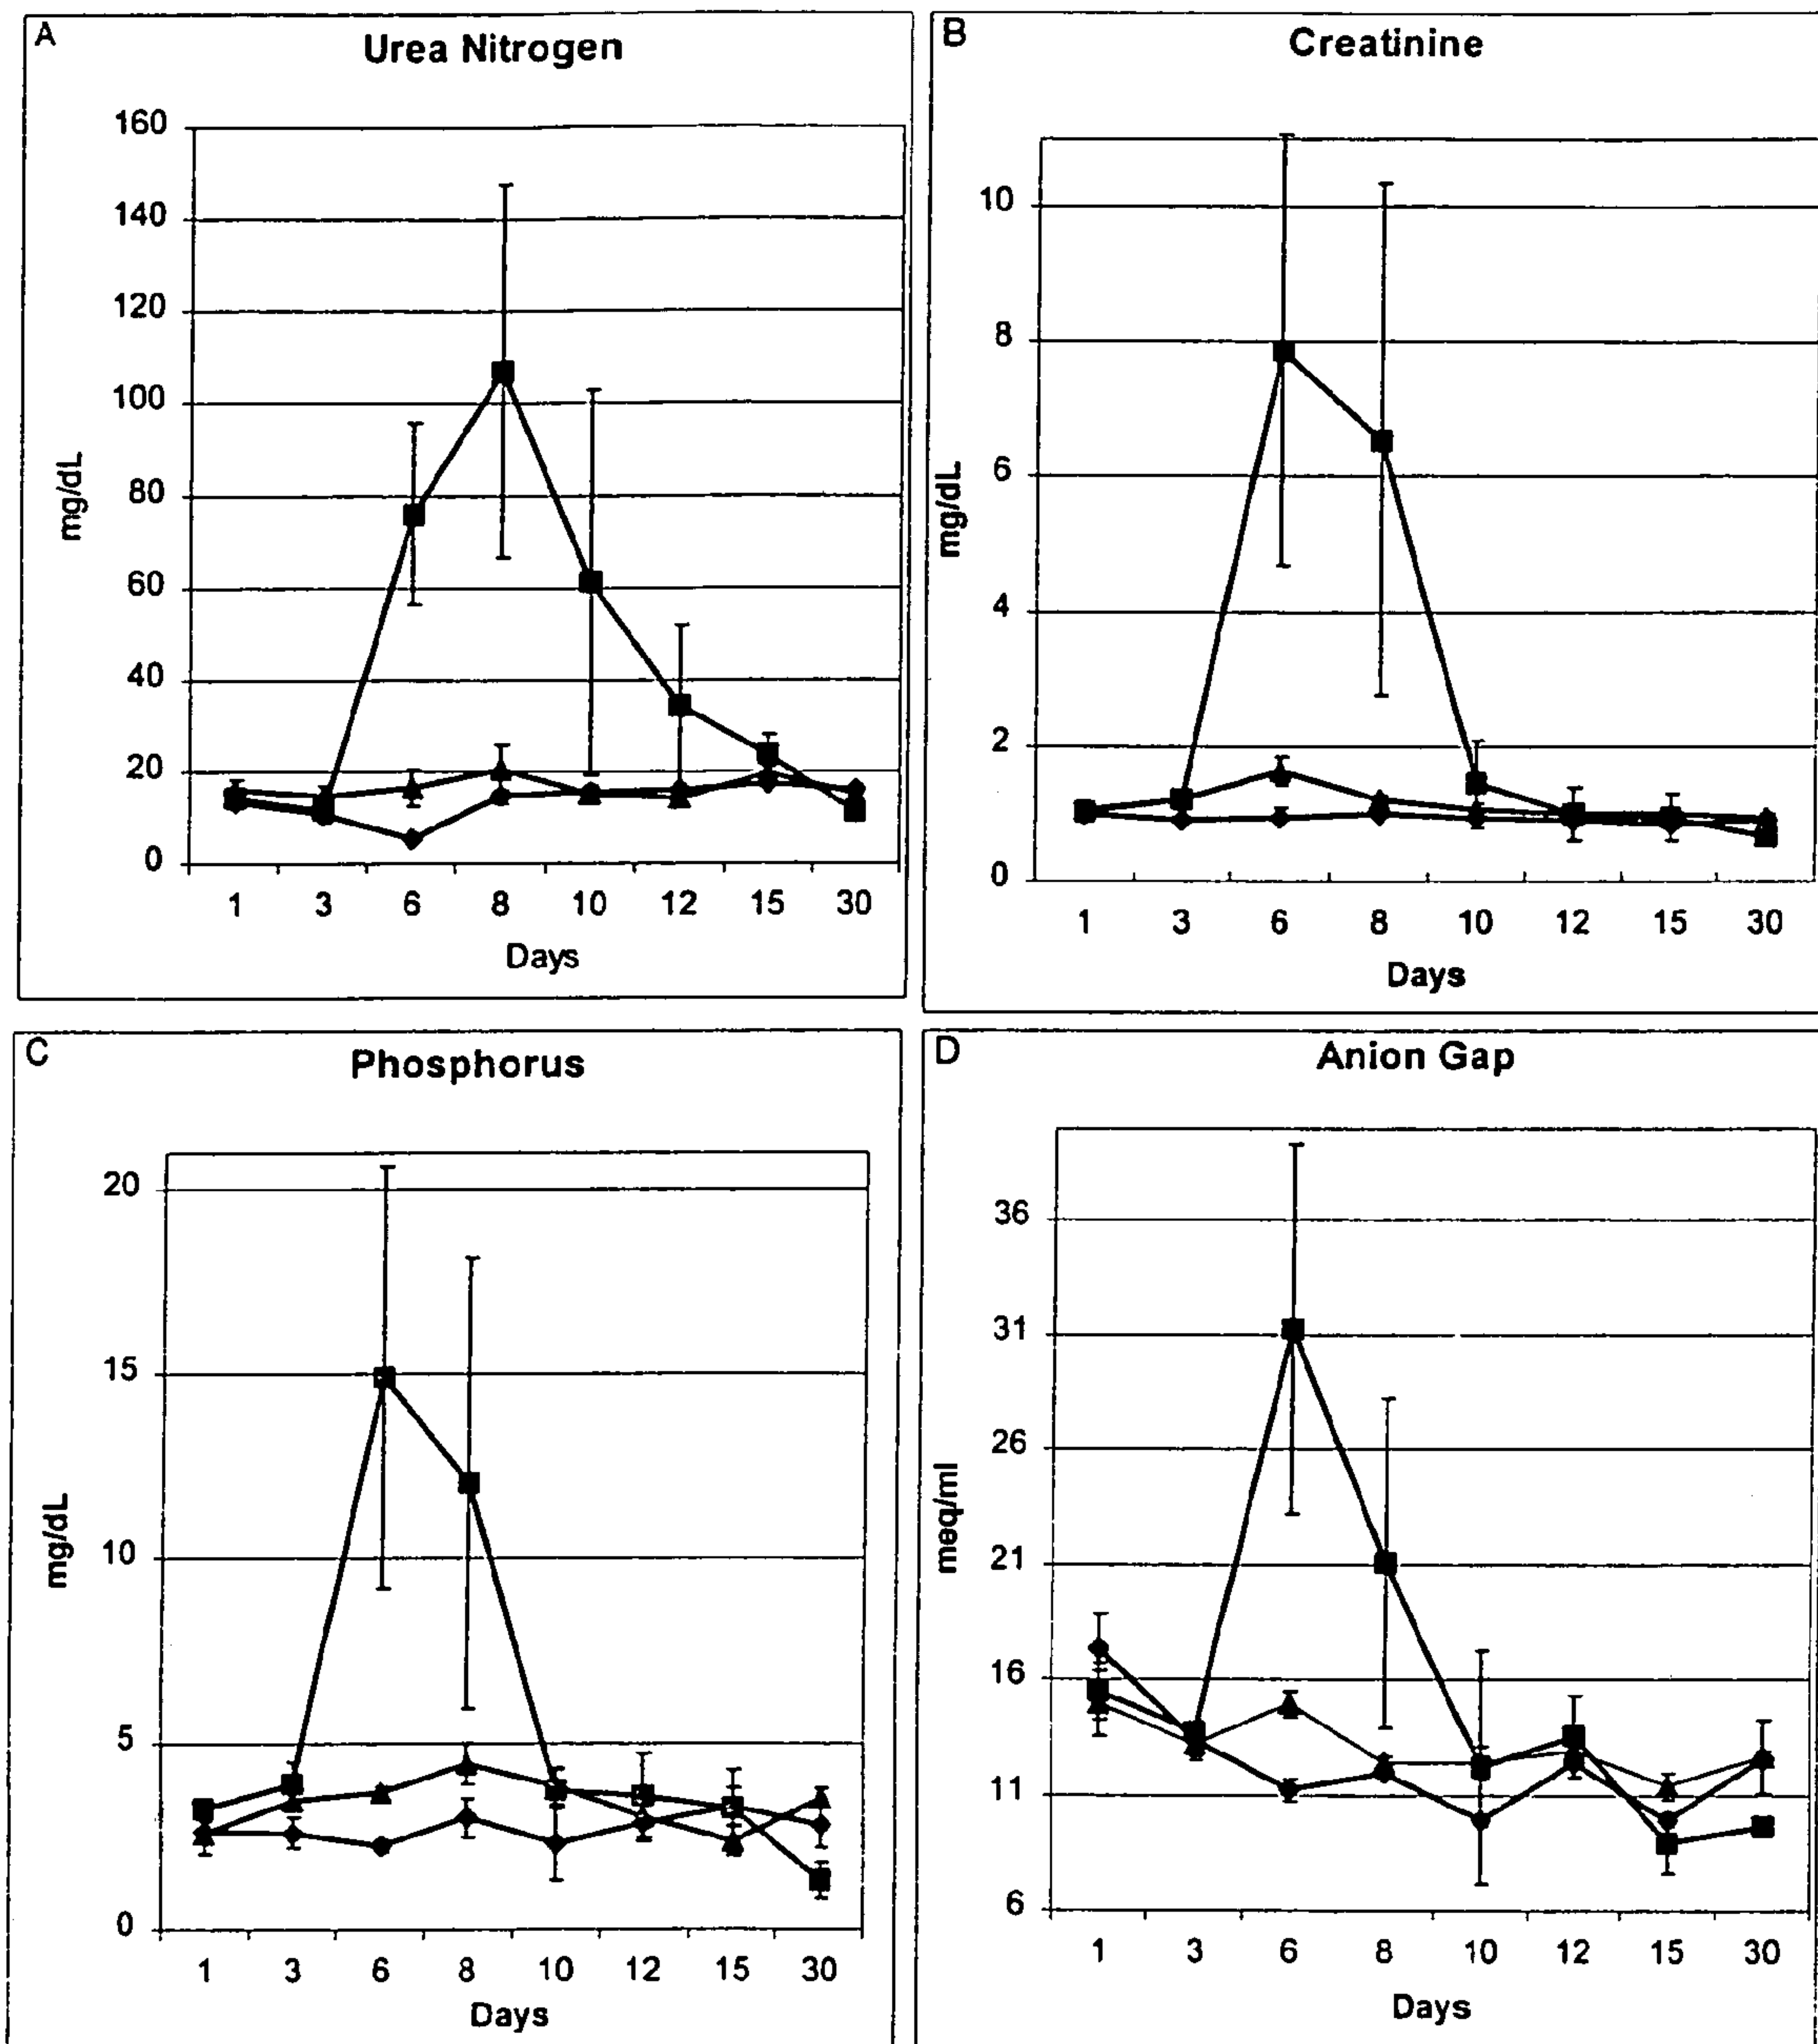 A
Urea Nitrogen
160
140
120
100
80
60
40
20
0
mg/dL
1 3 6 8 10 12 15 30
Days
B
Creatinine
10
8
6
4
2
0
mg/dL
1 3 6 8 10 12 15 30
Days
C
Phosphorus
20
15
10
5
0
mg/dL
1 3 6 8 10 12 15 30
Days
D
Anion Gap
36
31
26
21
16
11
6
meq/ml
1 3 6 8 10 12 15 30
Days